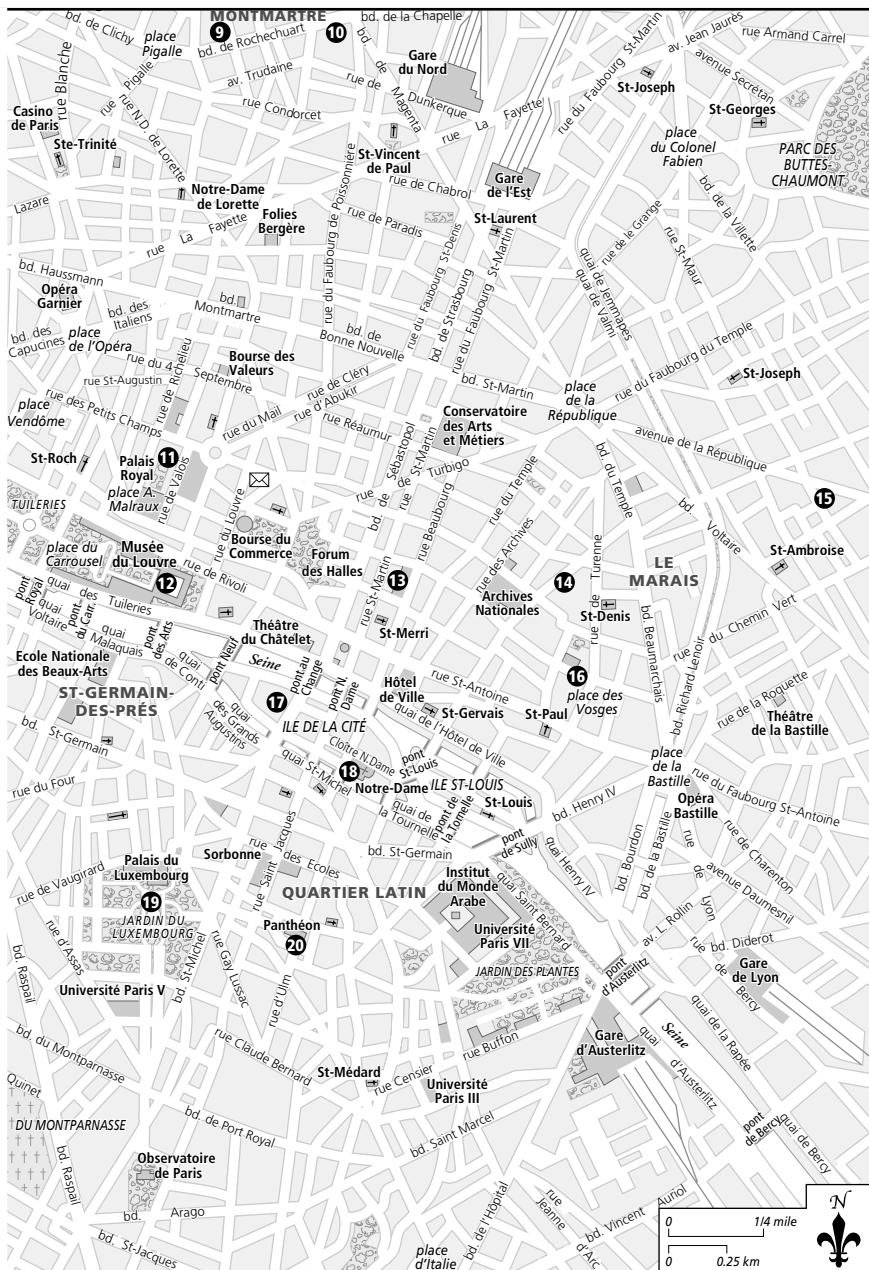 MONTMARTRE
bd. de la Chapelle
bd. de Clichy
place
Pigalle
9
bd. de Rochechuart
10
bd. de Magenta
Gare
du Nord
rue du Faubourg St-Martin
av. Jean Jaurès
rue Armand Carrel
avenue Secrétan
rue Blanche
rue Pigalle
av. Trudaine
rue de Dunkerque
St-Joseph
St-Georges
Casino
de Paris
rue N.D. de Lorette
rue Condorcet
rue La Fayette
place
du Colonel
Fabien
PARC DES
BUTTES-
CHAUMONT
Ste-Trinité
St-Vincent
de Paul
rue de Chabrol
Gare
de l'Est
Lazare
Notre-Dame
de Lorette
Folies
Bergère
rue du Faubourg de Poissonnière
rue de Paradis
St-Laurent
bd. de la Villette
rue de le Grange
rue St-Maur
rue La Fayette
rue du Faubourg St-Denis
bd. de Strasbourg
rue du Faubourg St-Martin
quai de Jemmapes
quai de Valmi
bd. Haussmann
Opéra
Garnier
bd. des
Italiens
bd.
Montmartre
bd. des
Capucines
place
de l'Opéra
bd. de
Bonne Nouvelle
rue du Faubourg du Temple
rue du 4 Septembre
Bourse des
Valeurs
rue St-Augustin
rue de Richelieu
rue de Cléry
rue d'Abukir
bd. St-Martin
place
de la
République
St-Joseph
place
Vendôme
rue des Petits Champs
rue du Mail
rue Réaumur
Conservatoire
des Arts
et Métiers
avenue de la République
St-Roch
Palais
Royal
11
rue de Valois
rue de Turbigo
bd. de Sébastopol
rue de St-Martin
rue du Temple
bd. du Temple
TUILERIES
place A.
Malraux
rue du Louvre
rue Beaubourg
15
bd. Voltaire
place du
Carrousel
Musée
du Louvre
12
Bourse du
Commerce
Forum
des Halles
rue de Rivoli
rue St-Martin
13
rue des Archives
Archives
Nationales
14
rue de Turenne
LE
MARAIS
St-Ambroise
pont
Royal
quai des Tuileries
pont-
du Carr.
quai
Voltaire
quai
Malaquais
pont
des Arts
St-Merri
St-Denis
bd. Beaumarchais
rue du Chemin Vert
Théâtre
du Châtelet
Ecole Nationale
des Beaux-Arts
quai
de Conti
pont Neuf
Seine
pont-au
Change
pont N.
Dame
Hôtel
de Ville
rue St-Antoine
16
place des
Vosges
bd. Richard-Lenoir
rue de la Roquette
ST-GERMAIN-
DES-PRÉS
17
quai
des Grands
Augustins
ILE DE LA CITÉ
St-Gervais
quai de l'Hôtel de Ville
St-Paul
Théâtre
de la Bastille
bd.
St-Germain
Cloître N. Dame
pont
St-Louis
place
de la
Bastille
18
quai St-Michel
Notre-Dame
ILE ST-LOUIS
rue du Four
quai de
la Tournelle
pont de
la Tornelle
St-Louis
bd. Henry IV
Opéra
Bastille
rue du Faubourg St–Antoine
Sorbonne
rue Saint Jacques
rue des Ecoles
bd. St-Germain
pont
de Sully
quai Henry IV
bd. Bourdon
bd. de la Bastille
rue de Lyon
rue de Charenton
avenue Daumesnil
rue de Vaugirard
Palais du
Luxembourg
QUARTIER LATIN
Institut
du Monde
Arabe
quai Saint Bernard
19
JARDIN DU
LUXEMBOURG
Panthéon
20
Université
Paris VII
av. L. Rollin
bd. Diderot
rue d'Assas
bd. St-Michel
rue Gay Lussac
rue d'Ulm
JARDIN DES PLANTES
pont
d'Austerlitz
rue de Bercy
Gare
de Lyon
bd. Raspail
Université Paris V
quai de la Rapée
Seine
bd. du Montparnasse
rue Claude Bernard
rue Buffon
Gare
d'Austerlitz
quai
d'Austerlitz
Quinet
St-Médard
rue Censier
Université
Paris III
DU MONTPARNASSE
bd. de Port Royal
bd. Saint Marcel
pont
de Bercy
quai de Bercy
bd. Raspail
Observatoire
de Paris
bd. Arago
bd. St-Jacques
bd. de l'Hôpital
rue
Jeanne
d'Arc
bd. Vincent Auriol
place
d'Italie
0 1/4 mile
0 0.25 km
N